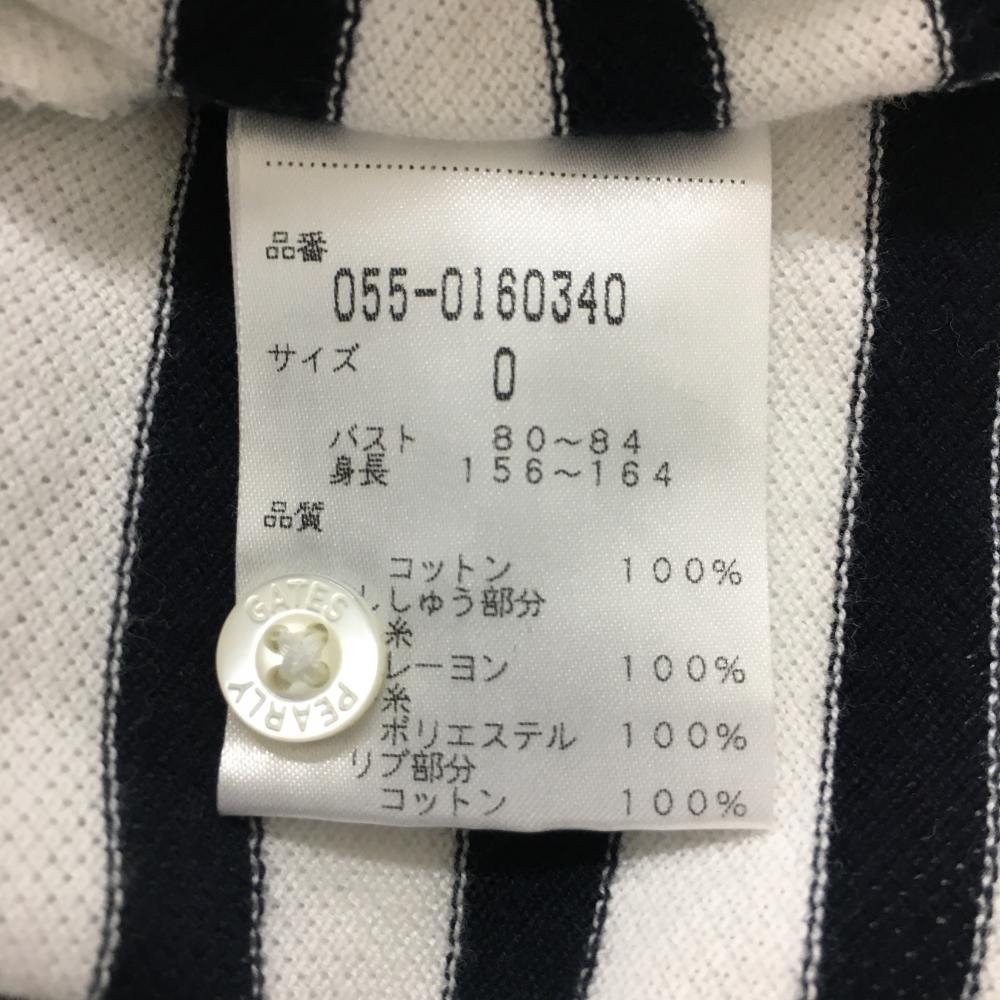 品番
055-0160340
サイズ 0
バスト 80～84
身長 156～164
品質
コットン 100%
ししゅう部分
糸
レーヨン 100%
糸
ポリエステル 100%
リブ部分
コットン 100%
GATES
PEARLY